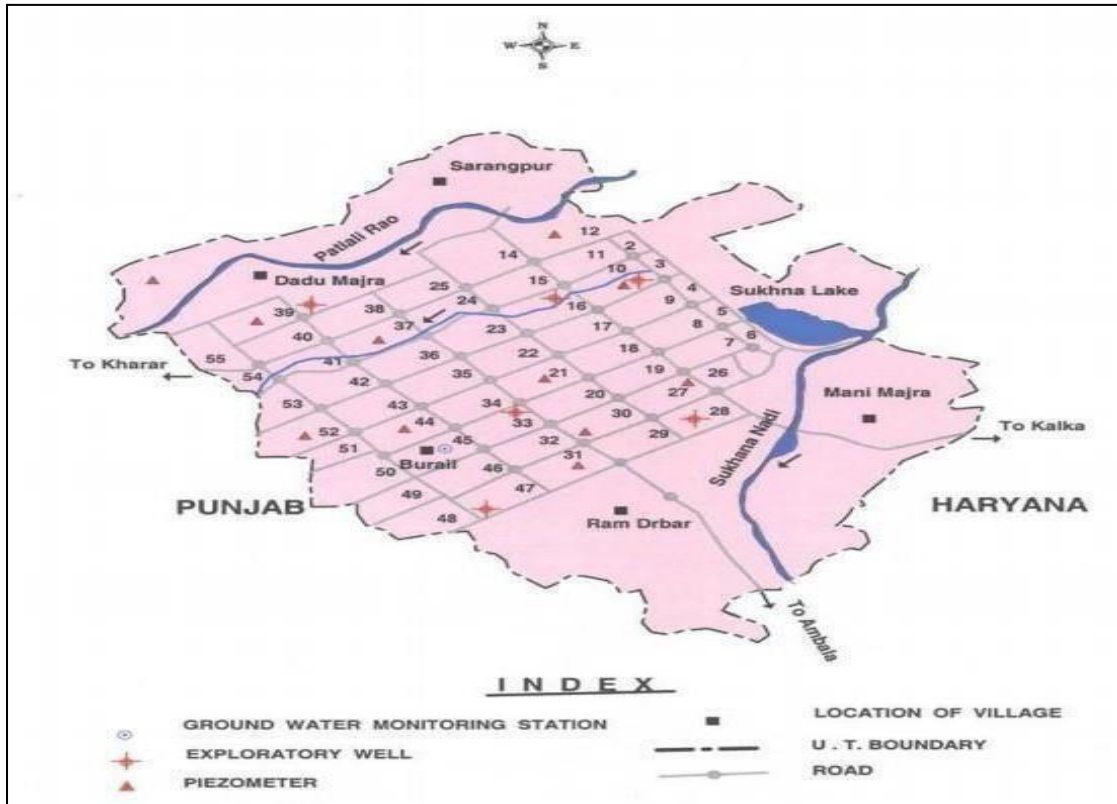 N
W E
S
Sarangpur
Patiali Rao
12
2
11
14
3
10
Dadu Majra
15
4
25
Sukhna Lake
24
16
9
5
39
38
8
6
37
23
17
7
40
18
55
36
22
To Kharar
41
19
26
54
35
21
42
27
Mani Majra
20
53
34
28
43
30
To Kalka
52
44
33
29
32
51
45
31
Sukhana Nadi
Burail
50
46
49
47
PUNJAB
HARYANA
48
Ram Drbar
To Ambala
INDEX
GROUND WATER MONITORING STATION
LOCATION OF VILLAGE
EXPLORATORY WELL
U.T. BOUNDARY
PIEZOMETER
ROAD